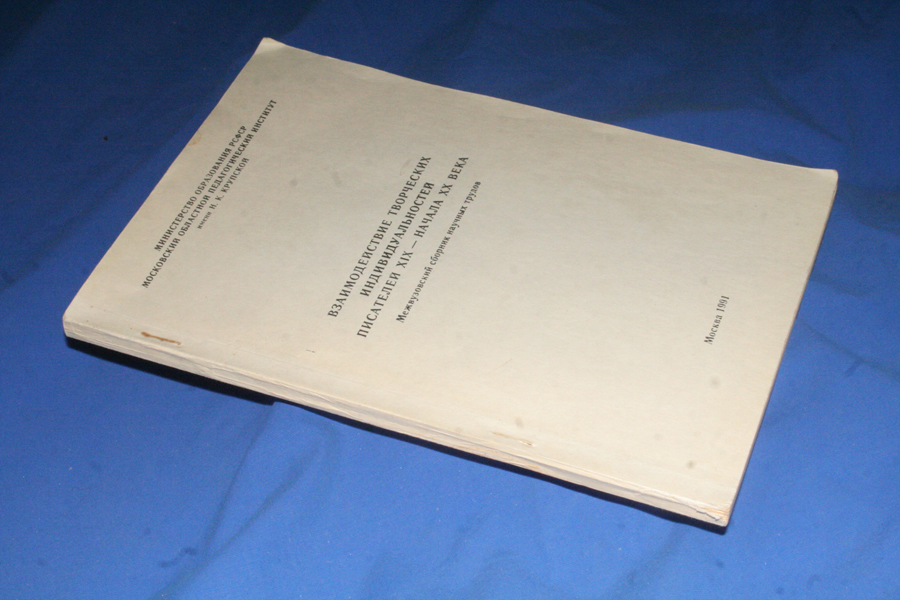 МИНИСТЕРСТВО ОБРАЗОВАНИЯ РСФСР
МОСКОВСКИЙ ОБЛАСТНОЙ ПЕДАГОГИЧЕСКИЙ ИНСТИТУТ
имени Н. К. КРУПСКОЙ
ВЗАИМОДЕЙСТВИЕ ТВОРЧЕСКИХ
ИНДИВИДУАЛЬНОСТЕЙ
ПИСАТЕЛЕЙ XIX — НАЧАЛА XX ВЕКА
Межвузовский сборник научных трудов
Москва 1991